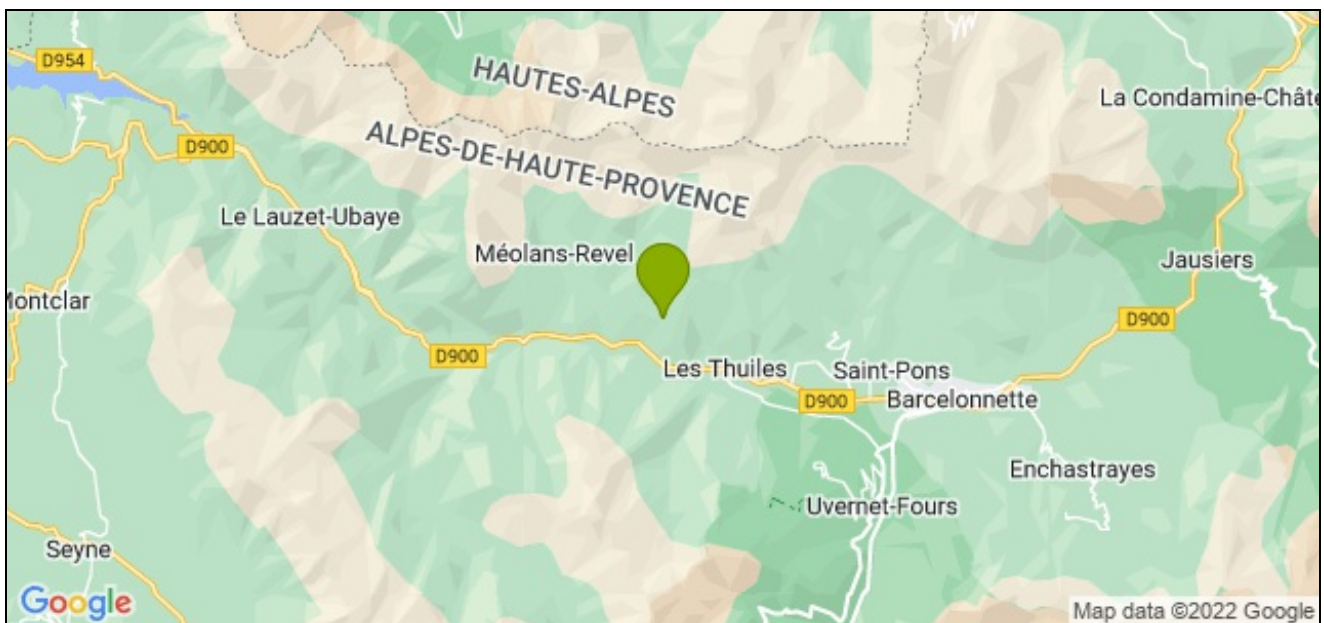 D954
HAUTES-ALPES
La Condamine-Châte
D900
ALPES-DE-HAUTE-PROVENCE
Le Lauzet-Ubaye
Méolans-Revel
Jausiers
Montclar
D900
D900
Les Thuiles
Saint-Pons
D900
Barcelonnette
Enchastrayes
Uvernet-Fours
Seyne
Google
Map data ©2022 Google